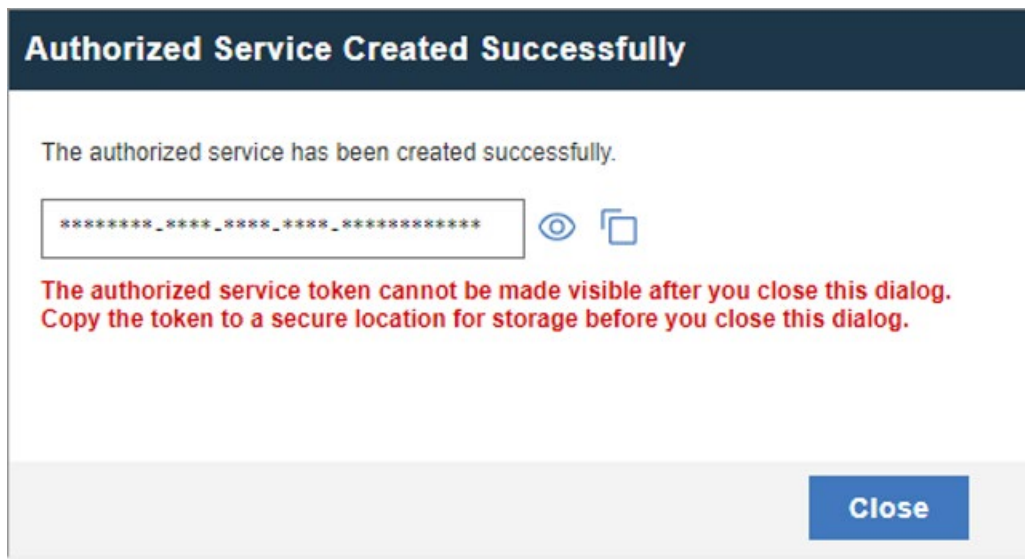 Authorized Service Created Successfully
The authorized service has been created successfully.
********-****-****-****-************
The authorized service token cannot be made visible after you close this dialog.
Copy the token to a secure location for storage before you close this dialog.
Close